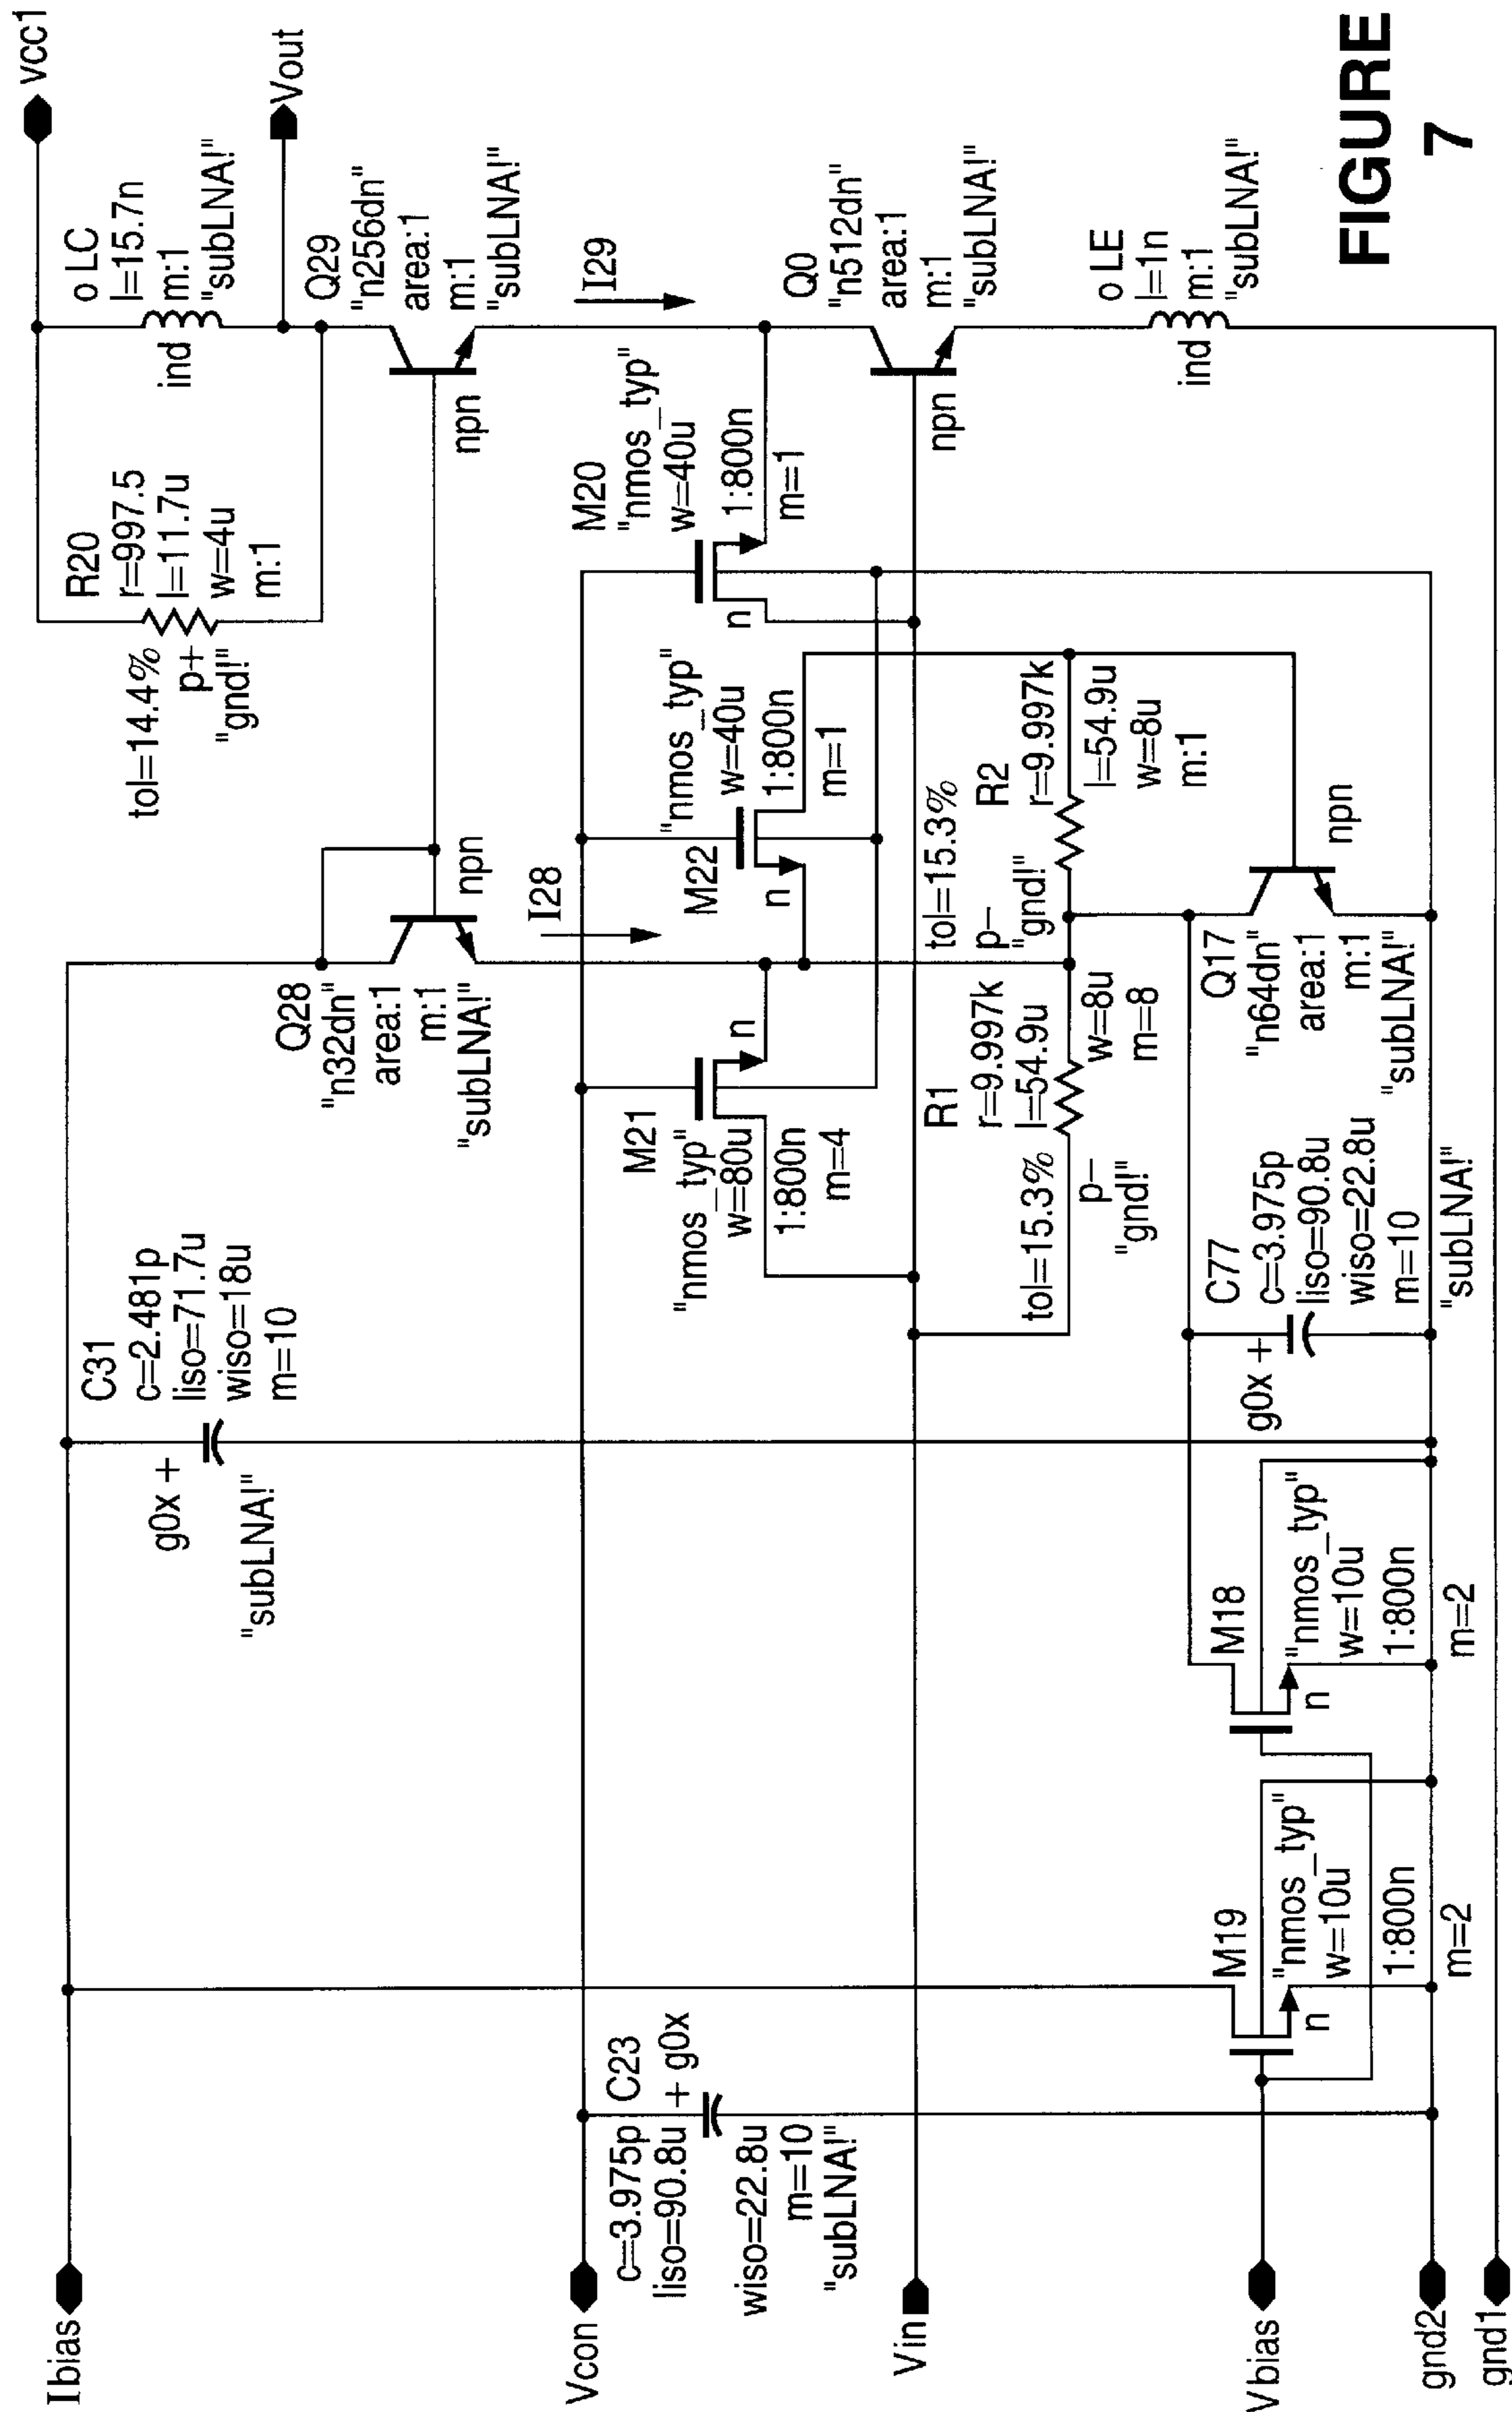 vcc1
Vout
o LC
l=15.7n
m:1
"subLNA!"
ind
R20
r=997.5
l=11.7u
w=4u
m:1
tol=14.4%
p+
"gnd!"
Q29
"n256dn"
area:1
m:1
"subLNA!"
npn
I29
Q28
"n32dn"
area:1
m:1
"subLNA!"
npn
I28
C31
c=2.481p
liso=71.7u
wiso=18u
m=10
g0x +
"subLNA!"
M20
"nmos_typ"
w=40u
1:800n
m=1
n
M22
"nmos_typ"
w=40u
1:800n
m=1
n
M21
"nmos_typ"
w=80u
1:800n
m=4
n
Q0
"n512dn"
area:1
m:1
"subLNA!"
npn
o LE
l=1n
m:1
"subLNA!"
ind
R2
r=9.997k
l=54.9u
w=8u
m:1
tol=15.3%
p-
"gnd!"
R1
r=9.997k
l=54.9u
w=8u
m=8
tol=15.3%
p-
"gnd!"
Q17
"n64dn"
area:1
m:1
"subLNA!"
npn
C77
c=3.975p
liso=90.8u
wiso=22.8u
m=10
"subLNA!"
g0x +
M18
"nmos_typ"
w=10u
1:800n
m=2
n
M19
"nmos_typ"
w=10u
1:800n
m=2
n
C23
+ g0x
c=3.975p
liso=90.8u
wiso=22.8u
m=10
"subLNA!"
Ibias
Vcon
Vin
Vbias
gnd2
gnd1
FIGURE
7